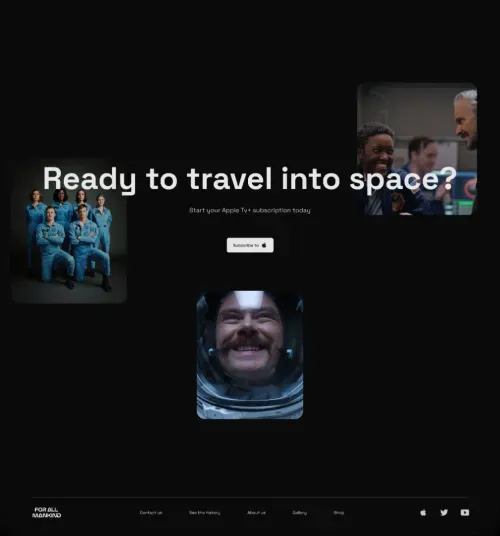 Ready to travel into space?
Start your Apple Tv+ subscription today
Subscribe to
FOR ALL
MANKIND
Contact us
See the history
About us
Gallery
Shop